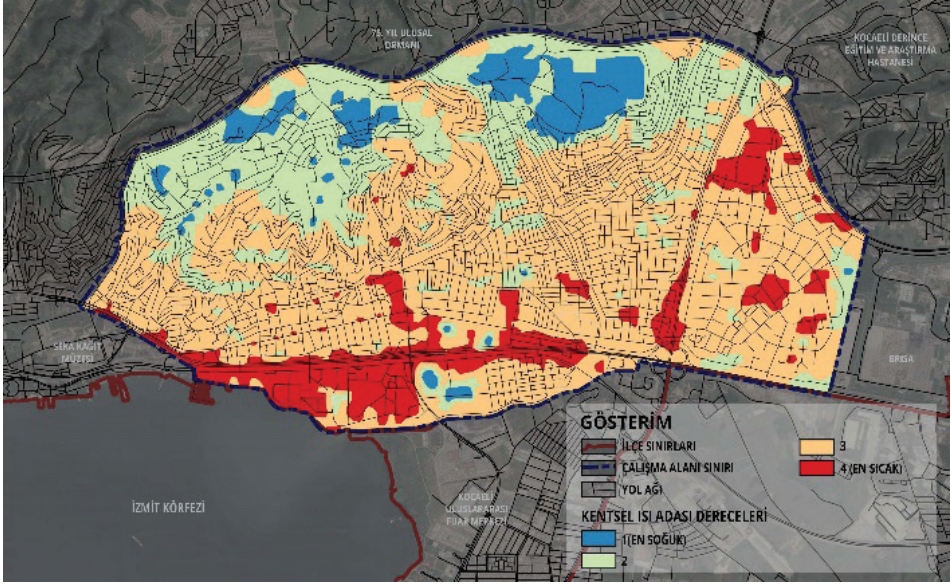 75. YIL ULUSAL
ORMANI
KOCAELİ DERİNCE
EĞİTİM VE ARAŞTIRMA
HASTANESİ
SEKA KAĞIT
MÜZESİ
BRISA
İZMİT KÖRFEZİ
KOCAELİ
ULUSLARARASI
FUAR MERKEZİ
GÖSTERİM
İLÇE SINIRLARI
ÇALIŞMA ALANI SINIRI
YOL AĞI
KENTSEL ISI ADASI DERECELERİ
1(EN SOĞUK)
2
3
4 (EN SICAK)